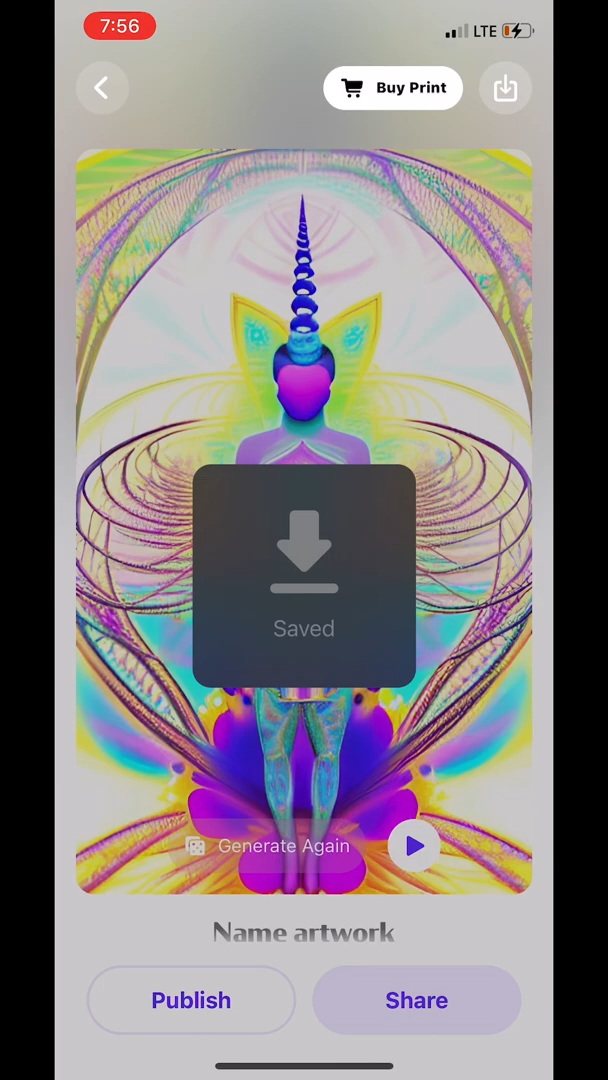 7:56
LTE
Buy Print
Saved
Generate Again
Name artwork
Publish
Share